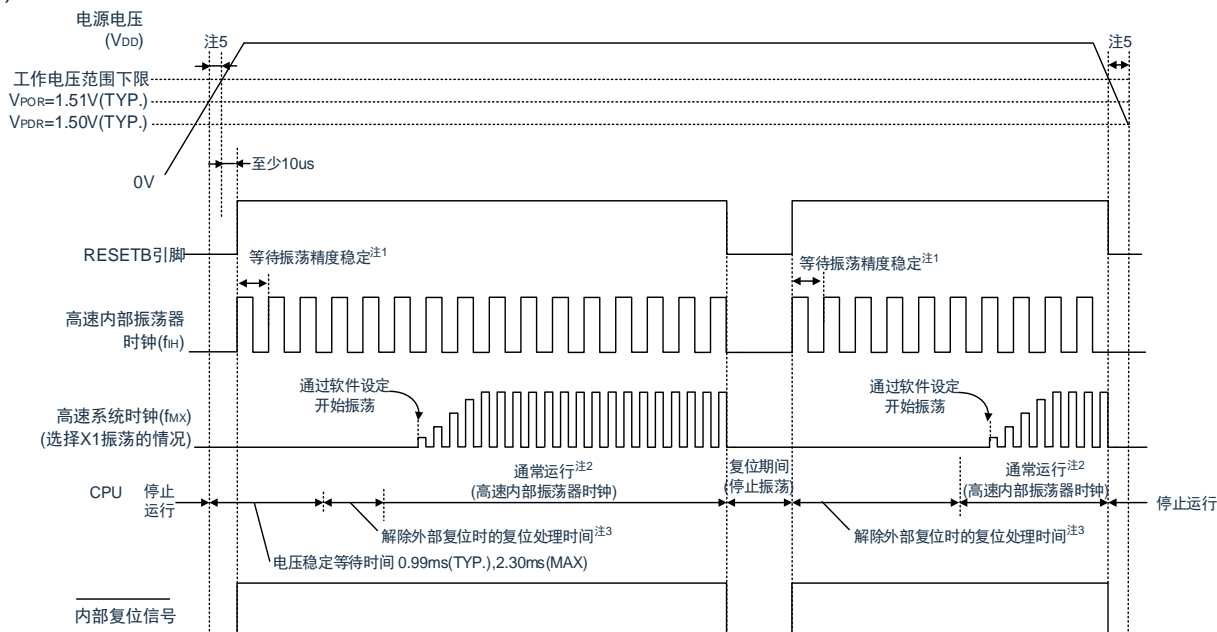 电源电压
(VDD)
注5
注5
工作电压范围下限
VPOR=1.51V(TYP.)
VPDR=1.50V(TYP.)
至少10us
0V
RESETB引脚
等待振荡精度稳定注1
等待振荡精度稳定注1
高速内部振荡器
时钟(fIH)
通过软件设定
开始振荡
通过软件设定
开始振荡
高速系统时钟(fMX)
(选择X1振荡的情况)
通常运行注2
(高速内部振荡器时钟)
复位期间
(停止振荡)
通常运行注2
(高速内部振荡器时钟)
CPU
停止
运行
停止运行
解除外部复位时的复位处理时间注3
解除外部复位时的复位处理时间注3
电压稳定等待时间 0.99ms(TYP.),2.30ms(MAX)
内部复位信号